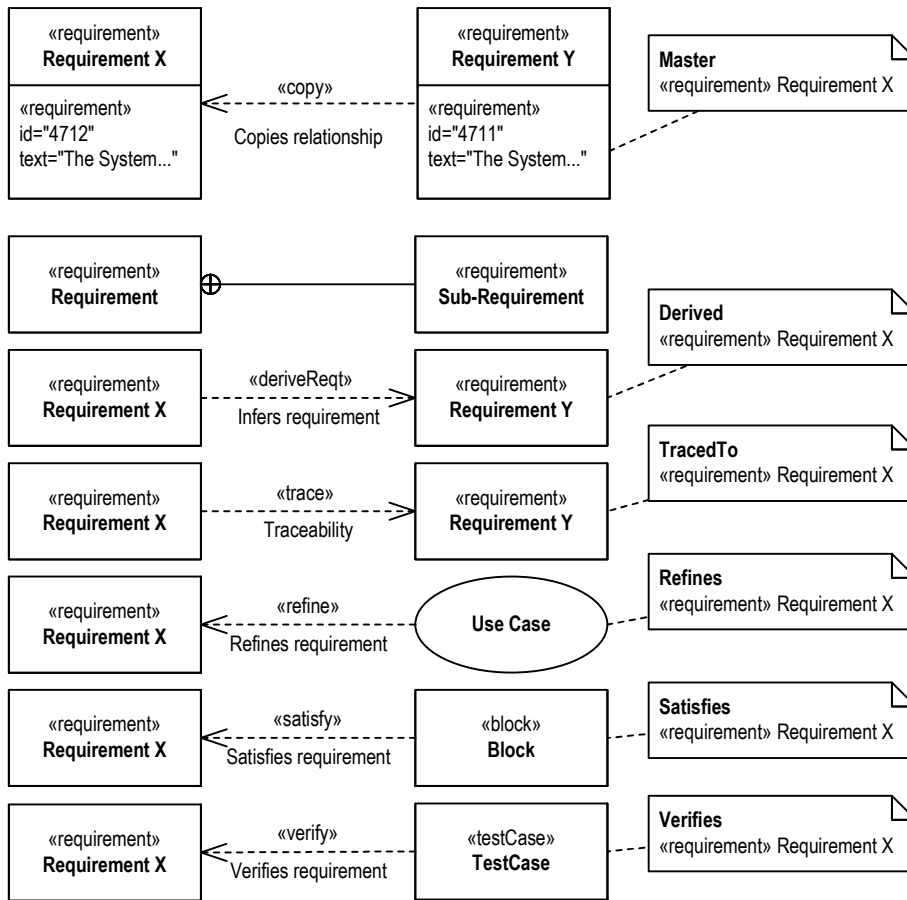 «requirement»
Requirement X
«requirement»
id="4712"
text="The System..."
«copy»
Copies relationship
«requirement»
Requirement Y
«requirement»
id="4711"
text="The System..."
Master
«requirement» Requirement X
«requirement»
Requirement
«requirement»
Sub-Requirement
«requirement»
Requirement X
«deriveReqt»
Infers requirement
«requirement»
Requirement Y
Derived
«requirement» Requirement X
«requirement»
Requirement X
«trace»
Traceability
«requirement»
Requirement Y
TracedTo
«requirement» Requirement X
«requirement»
Requirement X
«refine»
Refines requirement
Use Case
Refines
«requirement» Requirement X
«requirement»
Requirement X
«satisfy»
Satisfies requirement
«block»
Block
Satisfies
«requirement» Requirement X
«requirement»
Requirement X
«verify»
Verifies requirement
«testCase»
TestCase
Verifies
«requirement» Requirement X